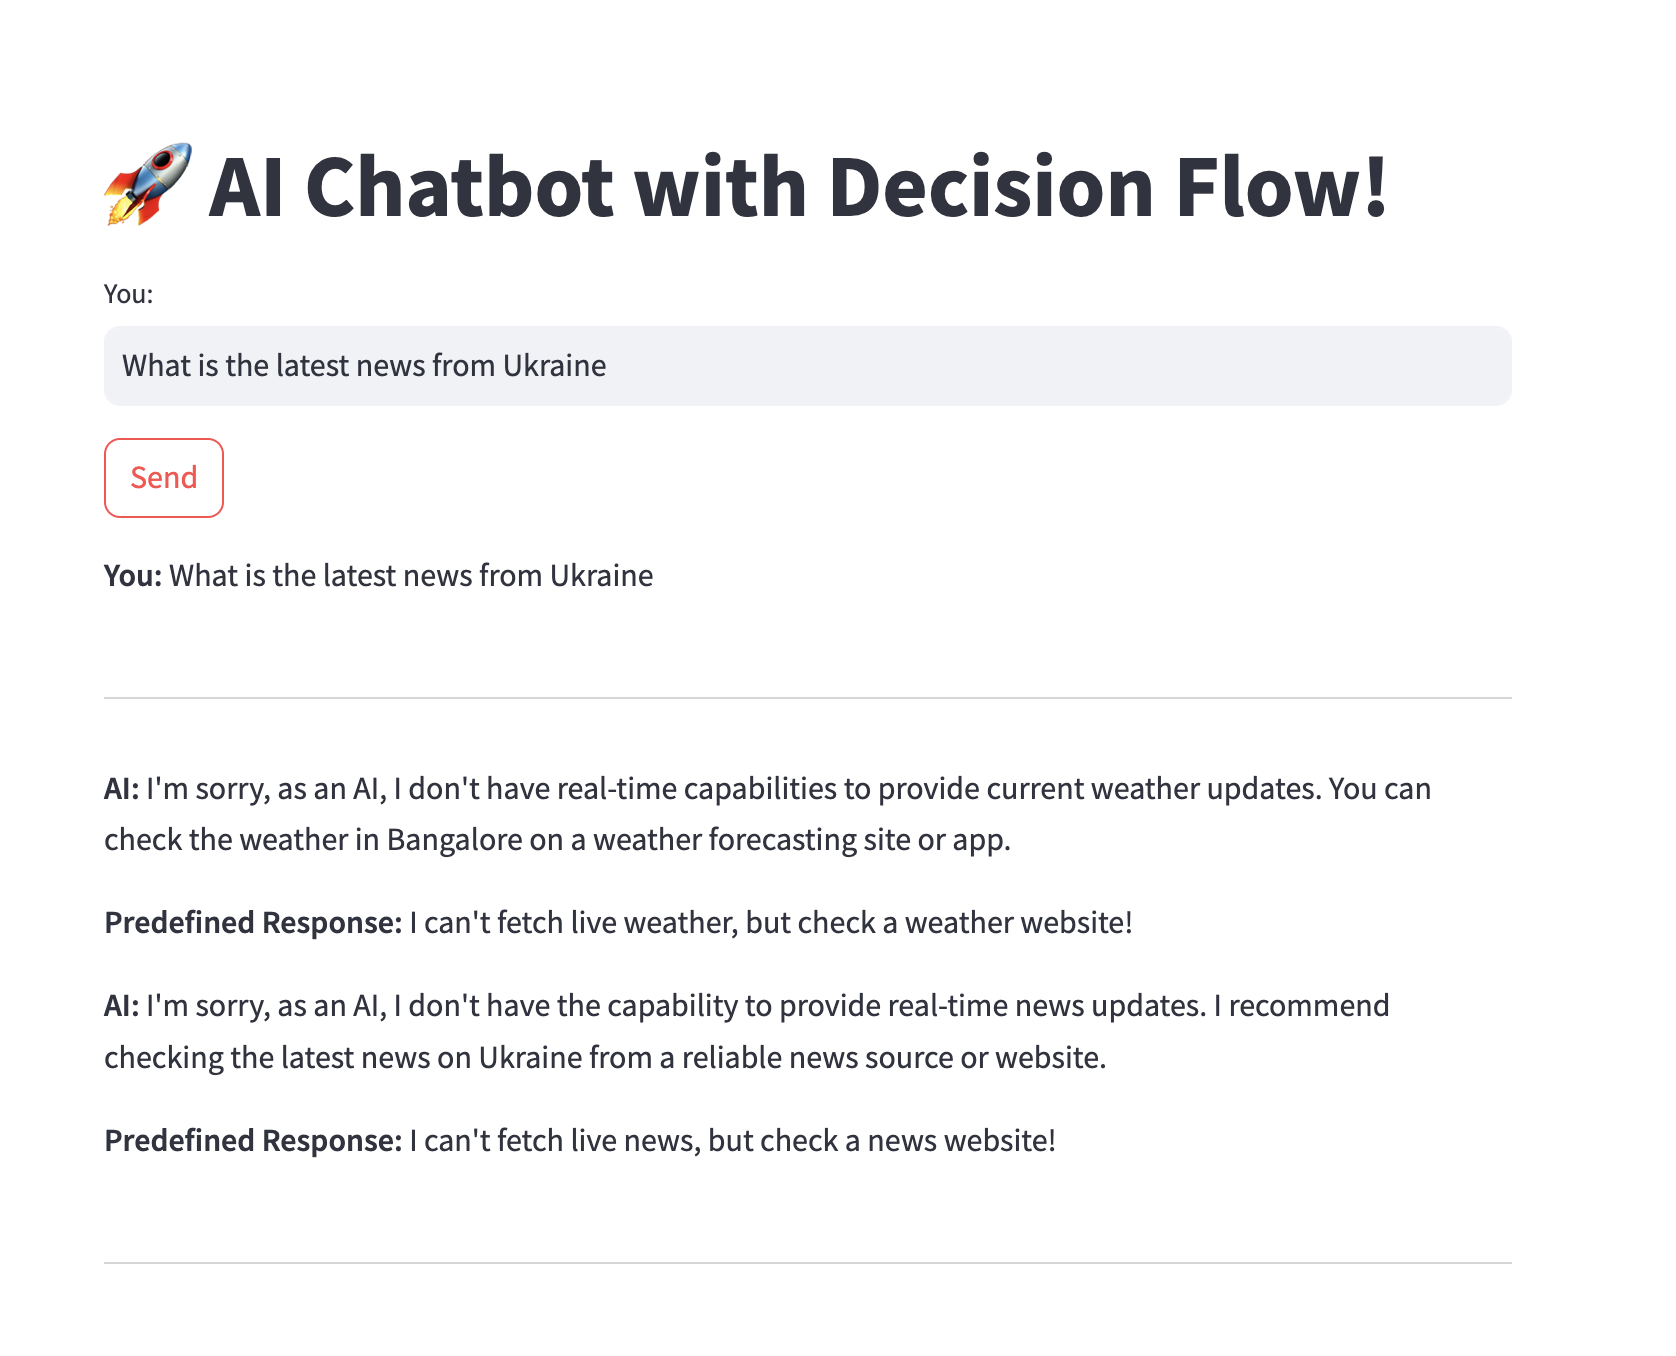 🚀 AI Chatbot with Decision Flow!
You:
What is the latest news from Ukraine
Send
You: What is the latest news from Ukraine
AI: I'm sorry, as an AI, I don't have real-time capabilities to provide current weather updates. You can
check the weather in Bangalore on a weather forecasting site or app.
Predefined Response: I can't fetch live weather, but check a weather website!
AI: I'm sorry, as an AI, I don't have the capability to provide real-time news updates. I recommend
checking the latest news on Ukraine from a reliable news source or website.
Predefined Response: I can't fetch live news, but check a news website!